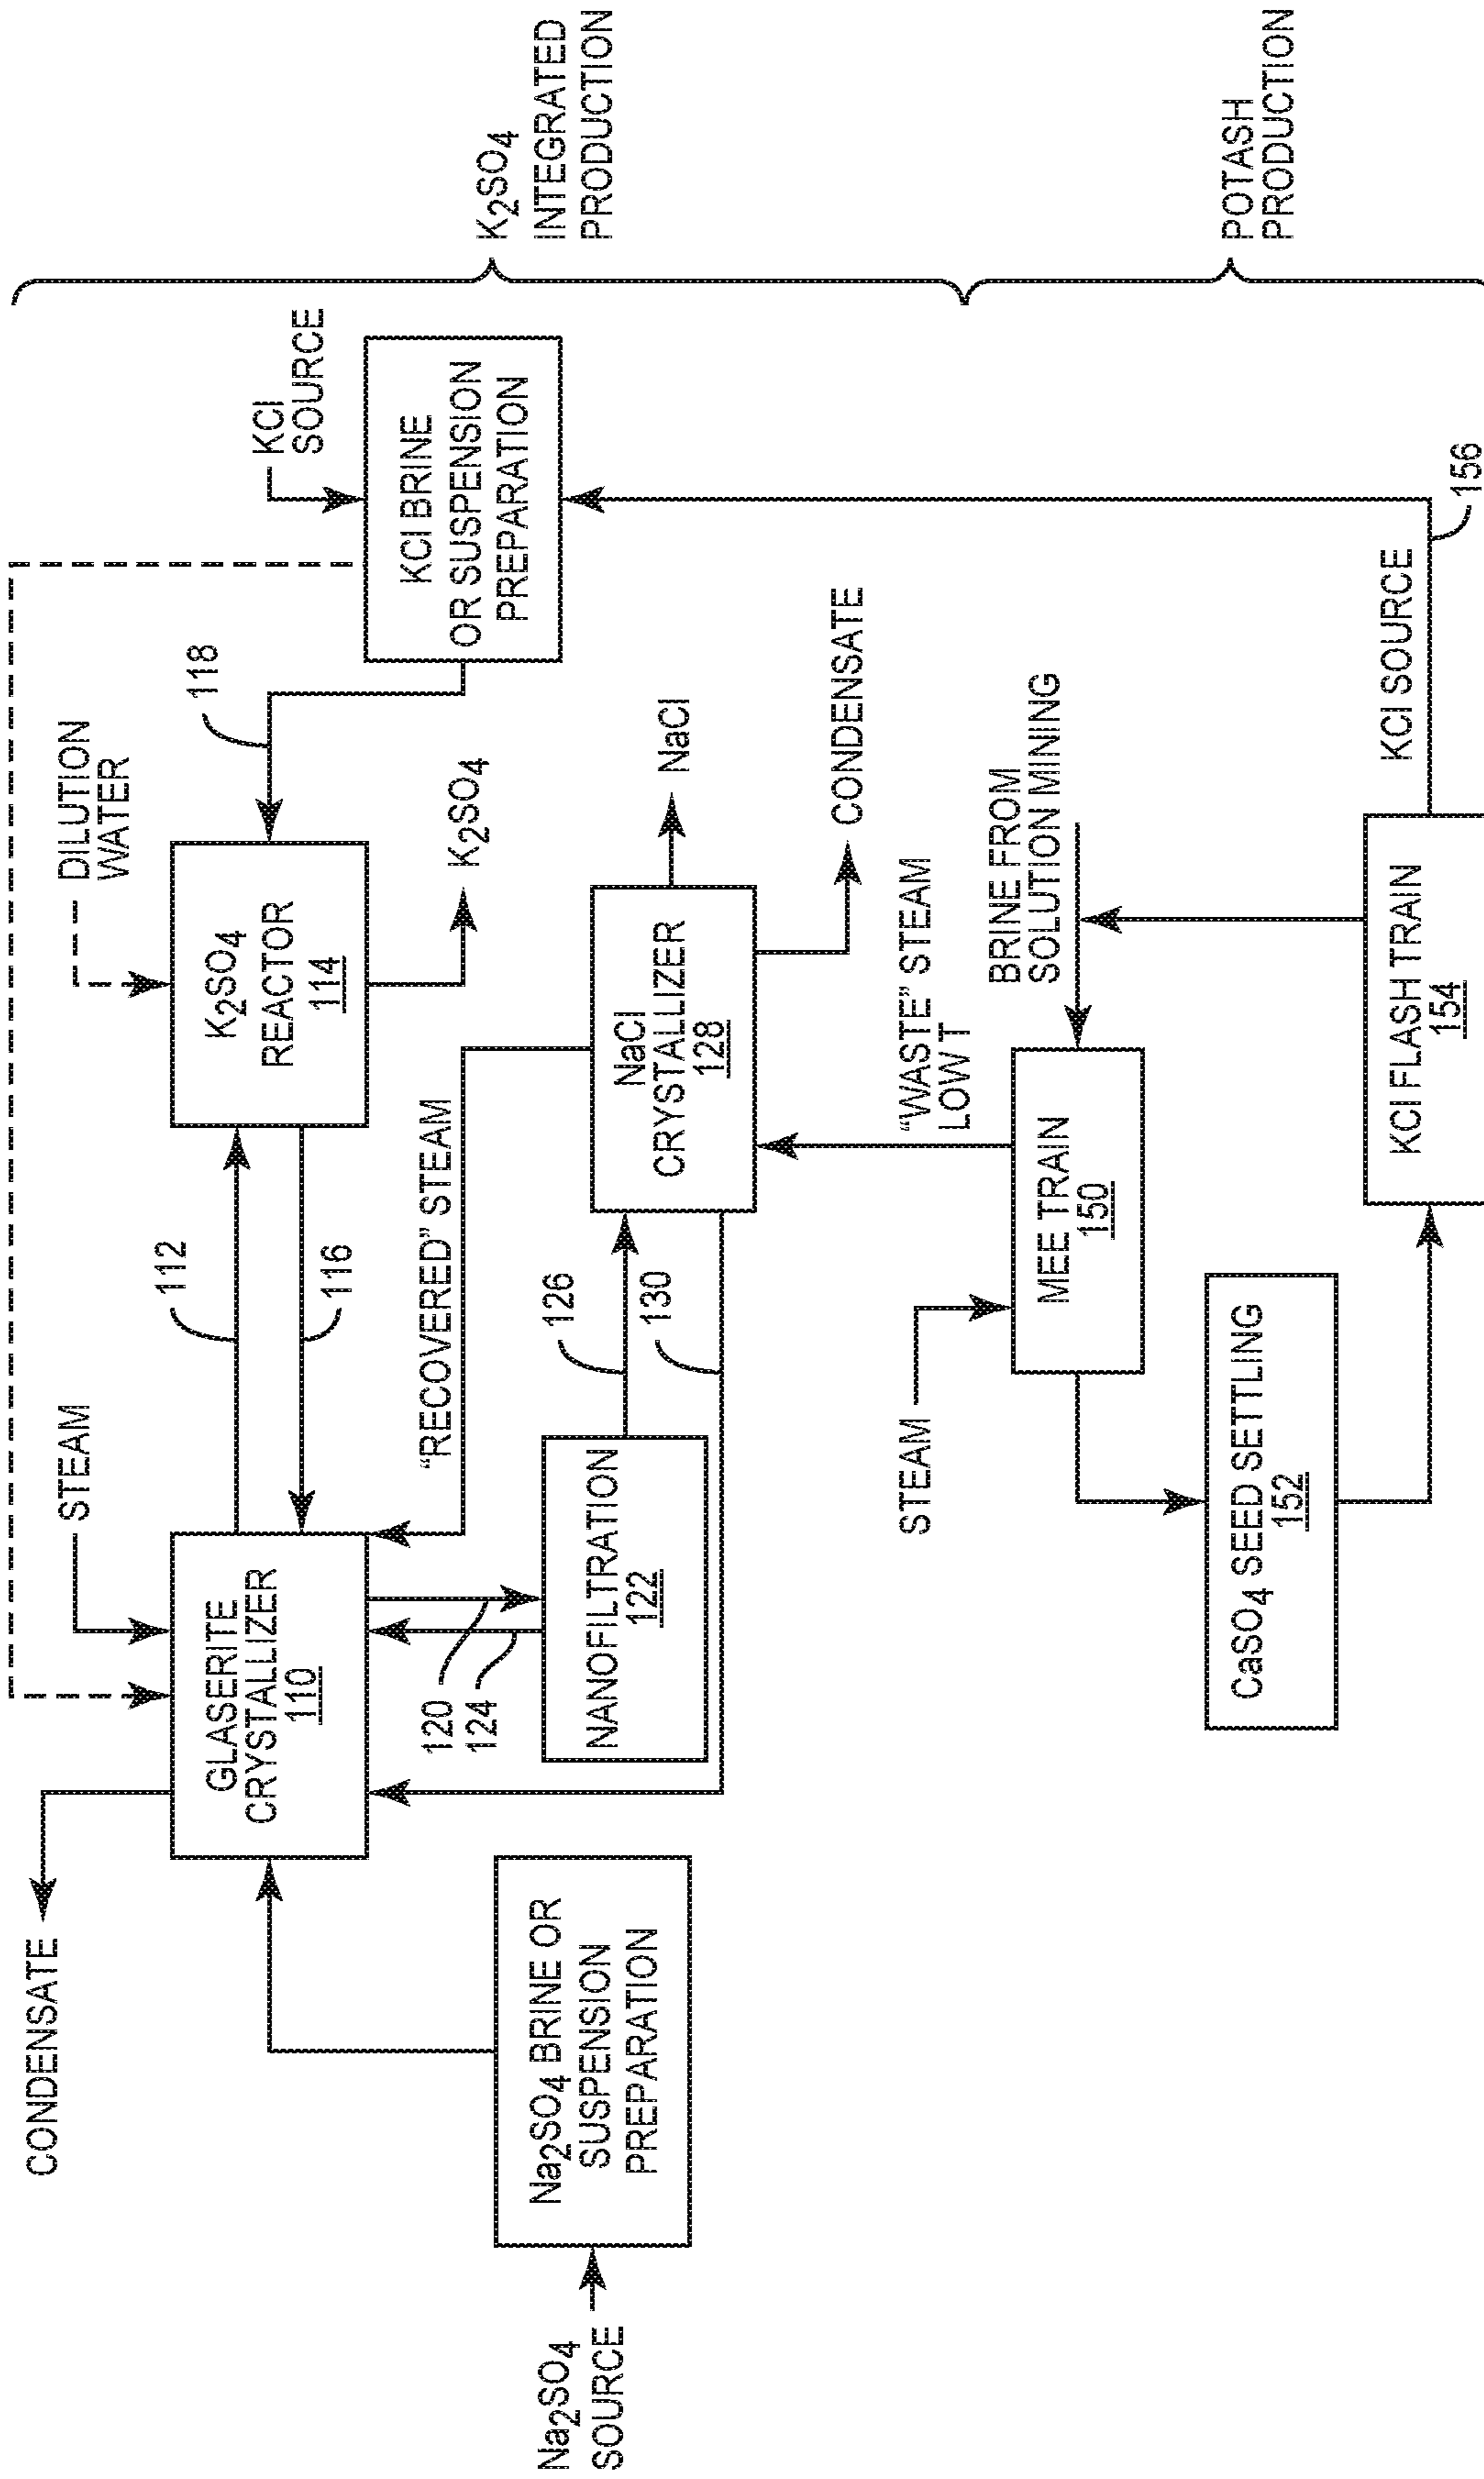 CONDENSATE
STEAM
DILUTION
WATER
KCl
SOURCE
GLASERITE
CRYSTALLIZER
110
112
116
K2SO4
REACTOR
114
118
KCl BRINE
OR SUSPENSION
PREPARATION
K2SO4
INTEGRATED
PRODUCTION
"RECOVERED" STEAM
K2SO4
120
124
Na2SO4
SOURCE
Na2SO4 BRINE OR
SUSPENSION
PREPARATION
NANOFILTRATION
122
126
130
NaCl
CRYSTALLIZER
128
NaCl
CONDENSATE
"WASTE" STEAM
LOW T
STEAM
MEE TRAIN
150
BRINE FROM
SOLUTION MINING
CaSO4 SEED SETTLING
152
KCl FLASH TRAIN
154
KCl SOURCE
156
POTASH
PRODUCTION